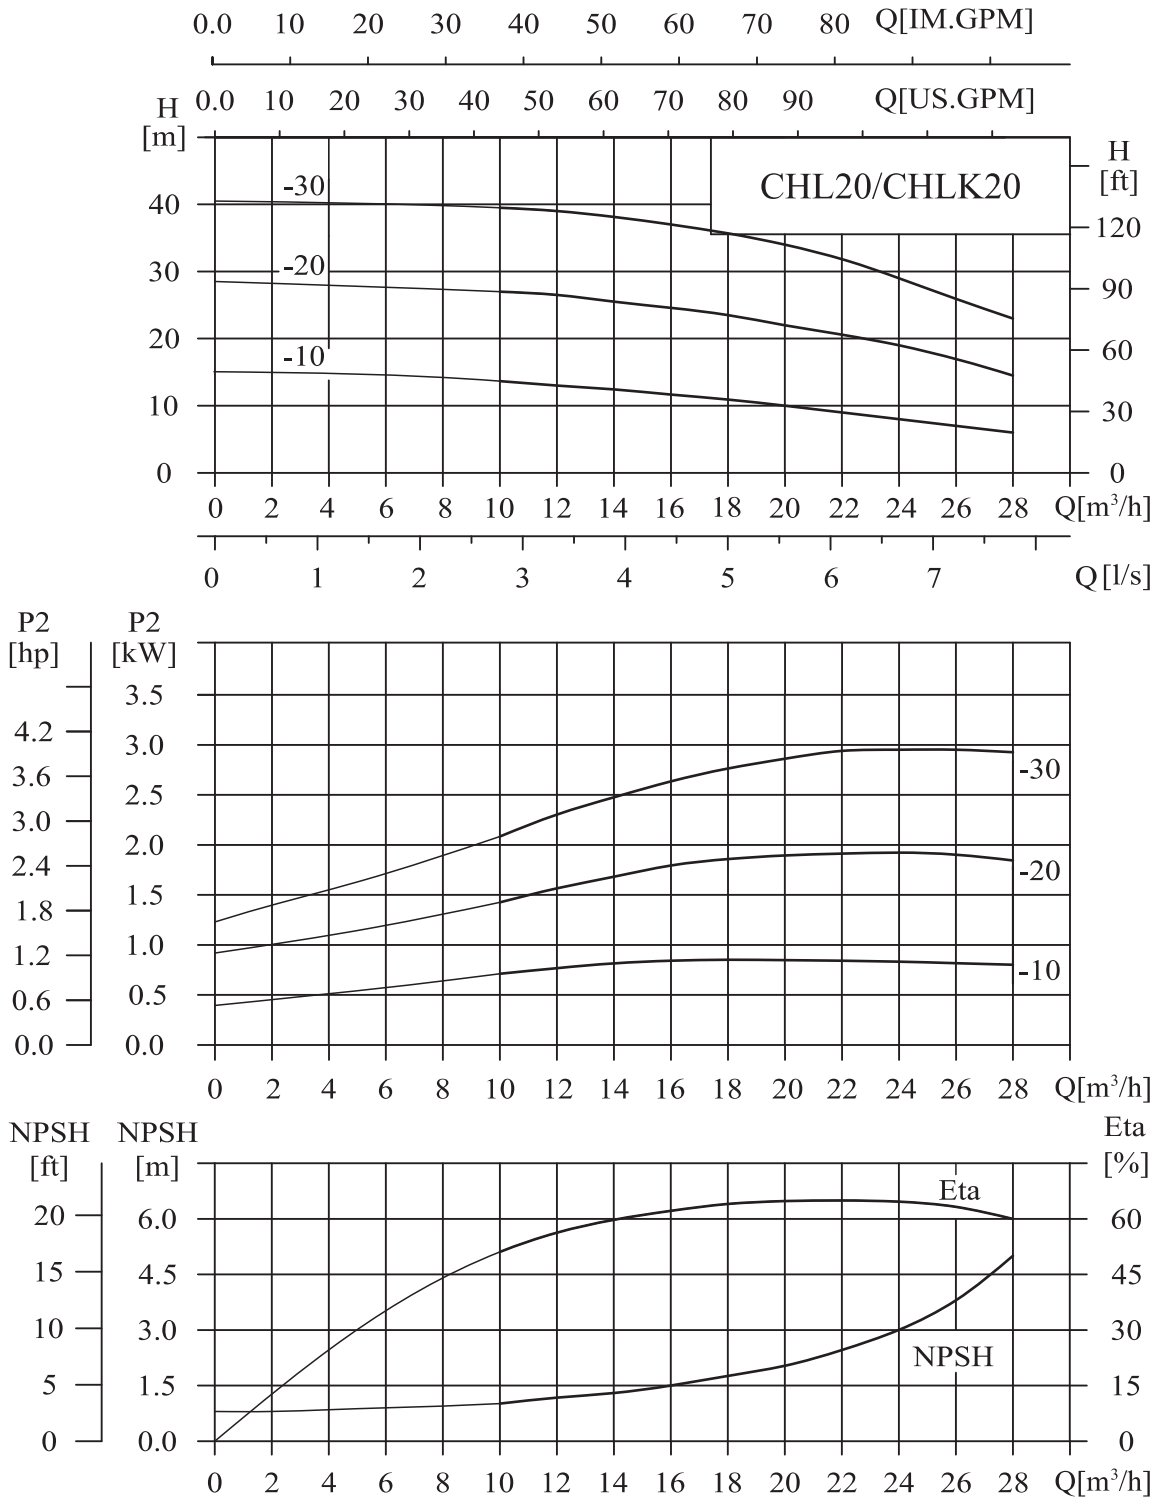 0.0 10 20 30 40 50 60 70 80 Q[IM.GPM]
0.0 10 20 30 40 50 60 70 80 90 Q[US.GPM]
H
[m]
H
[ft]
CHL20/CHLK20
-30
40
120
-20
30
90
20
60
-10
10
30
0
0
0 2 4 6 8 10 12 14 16 18 20 22 24 26 28 Q[m³/h]
0 1 2 3 4 5 6 7 Q[l/s]
P2
[hp]
P2
[kW]
3.5
4.2
3.0
3.6
-30
2.5
3.0
2.0
2.4
-20
1.5
1.8
1.0
1.2
-10
0.5
0.6
0.0
0.0
0 2 4 6 8 10 12 14 16 18 20 22 24 26 28 Q[m³/h]
NPSH
[ft]
NPSH
[m]
Eta
[%]
Eta
20 6.0 60
15 4.5 45
10 3.0 30
NPSH
5 1.5 15
0 0.0 0
0 2 4 6 8 10 12 14 16 18 20 22 24 26 28 Q[m³/h]